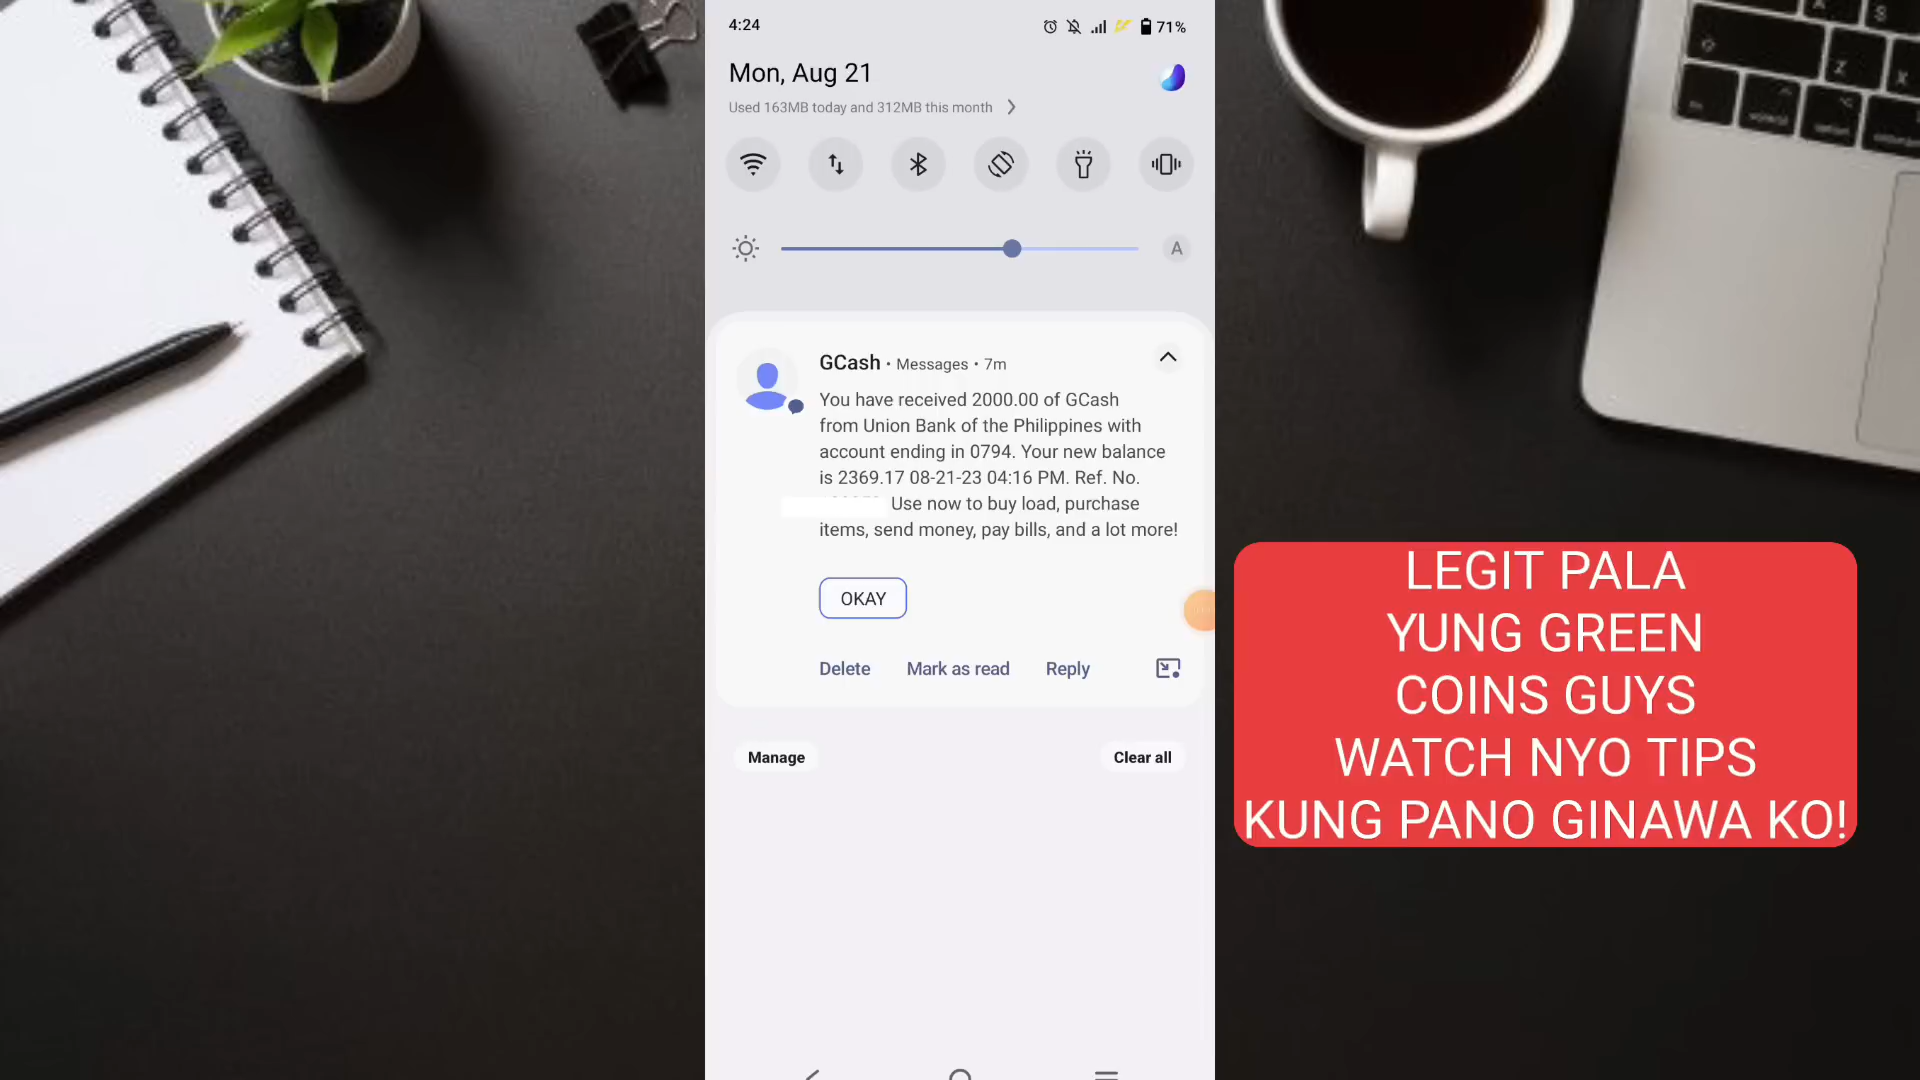 4:24
71%
Mon, Aug 21
Used 163MB today and 312MB this month
A
GCash • Messages • 7m
You have received 2000.00 of GCash
from Union Bank of the Philippines with
account ending in 0794. Your new balance
is 2369.17 08-21-23 04:16 PM. Ref. No.
Use now to buy load, purchase
items, send money, pay bills, and a lot more!
OKAY
Delete Mark as read Reply
Manage Clear all
LEGIT PALA
YUNG GREEN
COINS GUYS
WATCH NYO TIPS
KUNG PANO GINAWA KO!